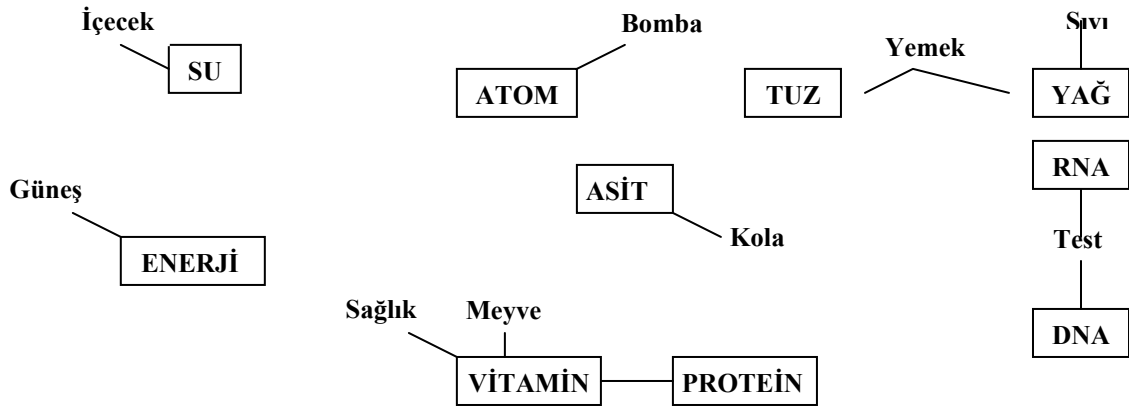 İçecek
Bomba
Sıvı
Yemek
SU
ATOM
TUZ
YAĞ
RNA
Güneş
ASİT
Kola
Test
ENERJİ
Sağlık
Meyve
DNA
VİTAMİN
PROTEİN